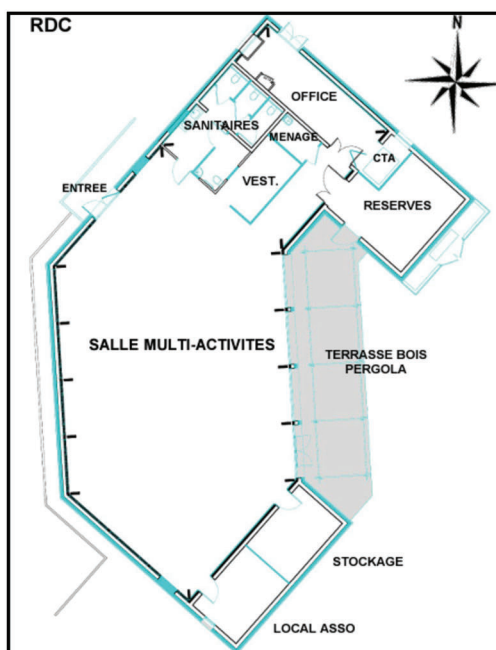 RDC
N
OFFICE
SANITAIRES
MENAGE
CTA
ENTREE
VEST.
RESERVES
SALLE MULTI-ACTIVITES
TERRASSE BOIS
PERGOLA
STOCKAGE
LOCAL ASSO